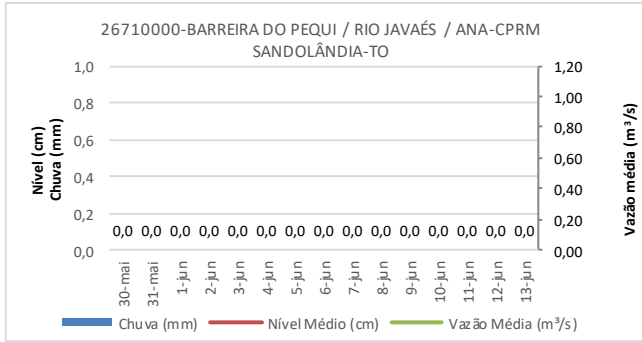 26710000-BARREIRA DO PEQUI / RIO JAVAÉS / ANA-CPRM
SANDOLÂNDIA-TO
Nível (cm)
Chuva (mm)
1,0
0,8
0,6
0,4
0,2
0,0
0,0 0,0 0,0 0,0 0,0 0,0 0,0 0,0 0,0 0,0 0,0 0,0 0,0 0,0 0,0
1,20
1,00
0,80
0,60
0,40
0,20
0,00
Vazão média (m³/s)
30-mai
31-mai
1-jun
2-jun
3-jun
4-jun
5-jun
6-jun
7-jun
8-jun
9-jun
10-jun
11-jun
12-jun
13-jun
Chuva (mm) Nível Médio (cm) Vazão Média (m³/s)